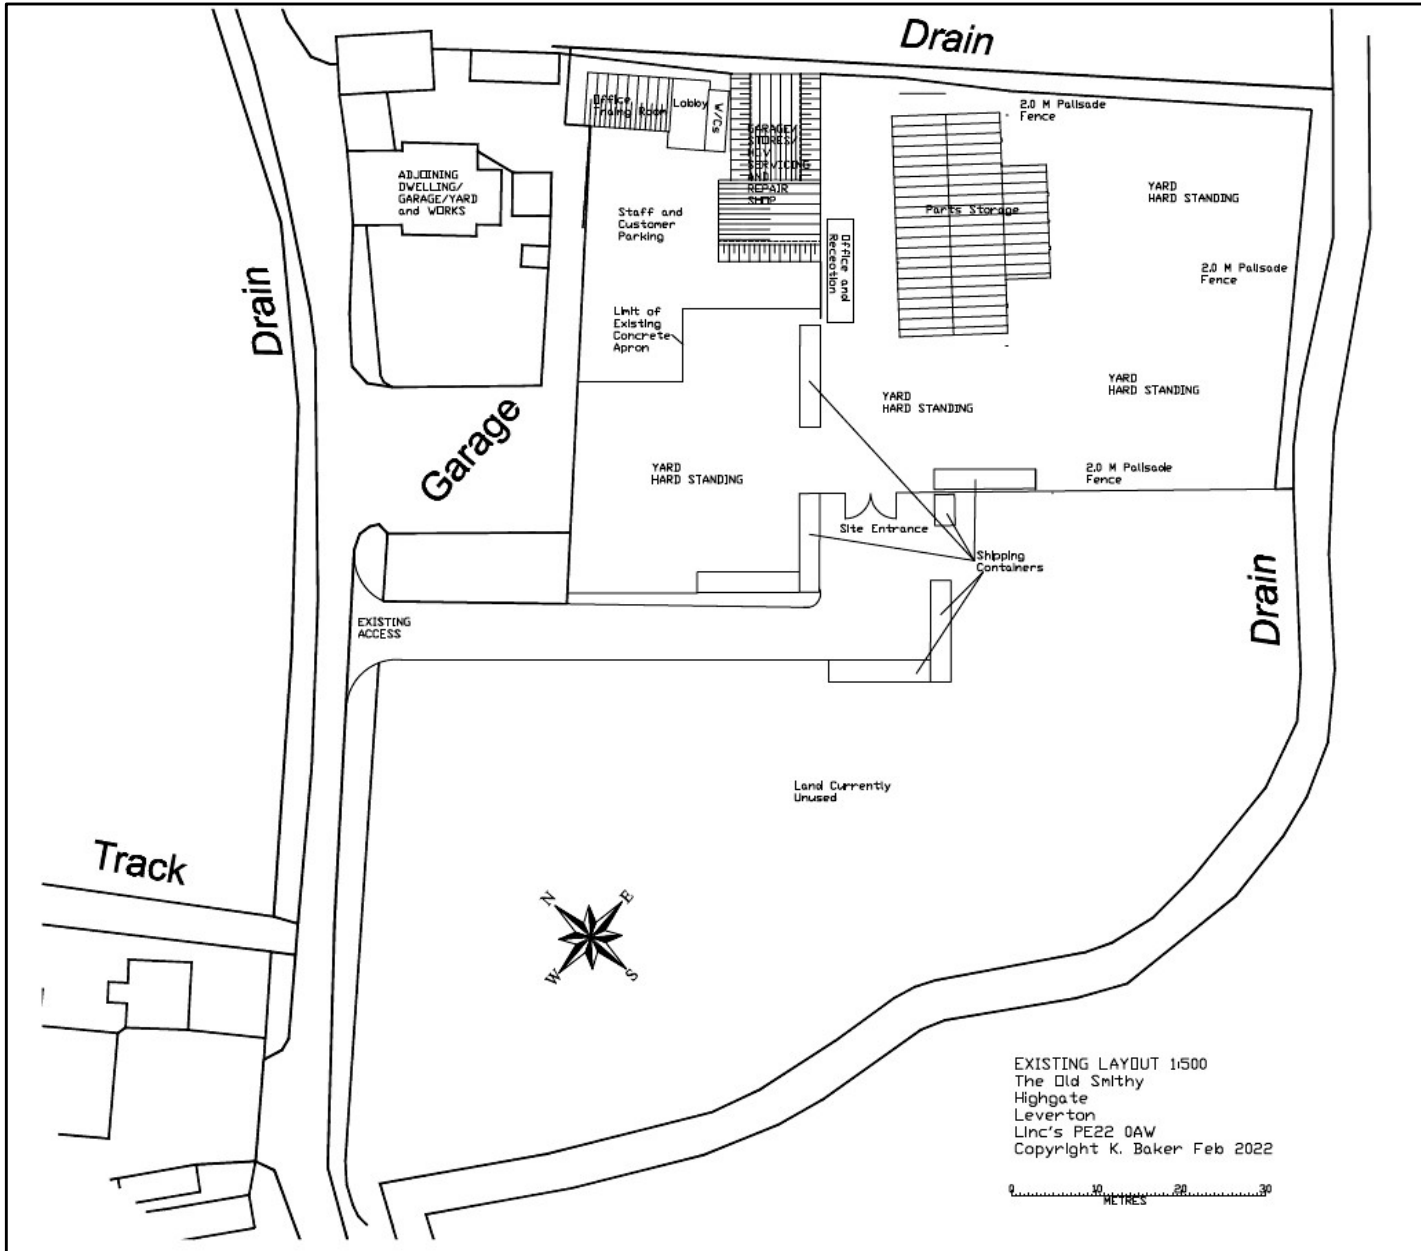 Drain
2.0 M Palisade
Fence
Office
Lobby
W/Cs
GARAGE/
STORES/
HCV
SERVICING
AND
REPAIR
SHOP
ADJOINING
DWELLING/
GARAGE/YARD
and WORKS
Staff and
Customer
Parking
Parts Storage
YARD
HARD STANDING
Office and
Reception
2.0 M Palisade
Fence
Drain
Limit of
Existing
Concrete
Apron
YARD
HARD STANDING
YARD
HARD STANDING
Garage
YARD
HARD STANDING
2.0 M Palisade
Fence
Site Entrance
Shipping
Containers
Drain
EXISTING
ACCESS
Land Currently
Unused
Track
N
E
W
S
EXISTING LAYOUT 1:500
The Old Smithy
Highgate
Leverton
Linc's PE22 0AW
Copyright K. Baker Feb 2022
0 10 20 30
METRES